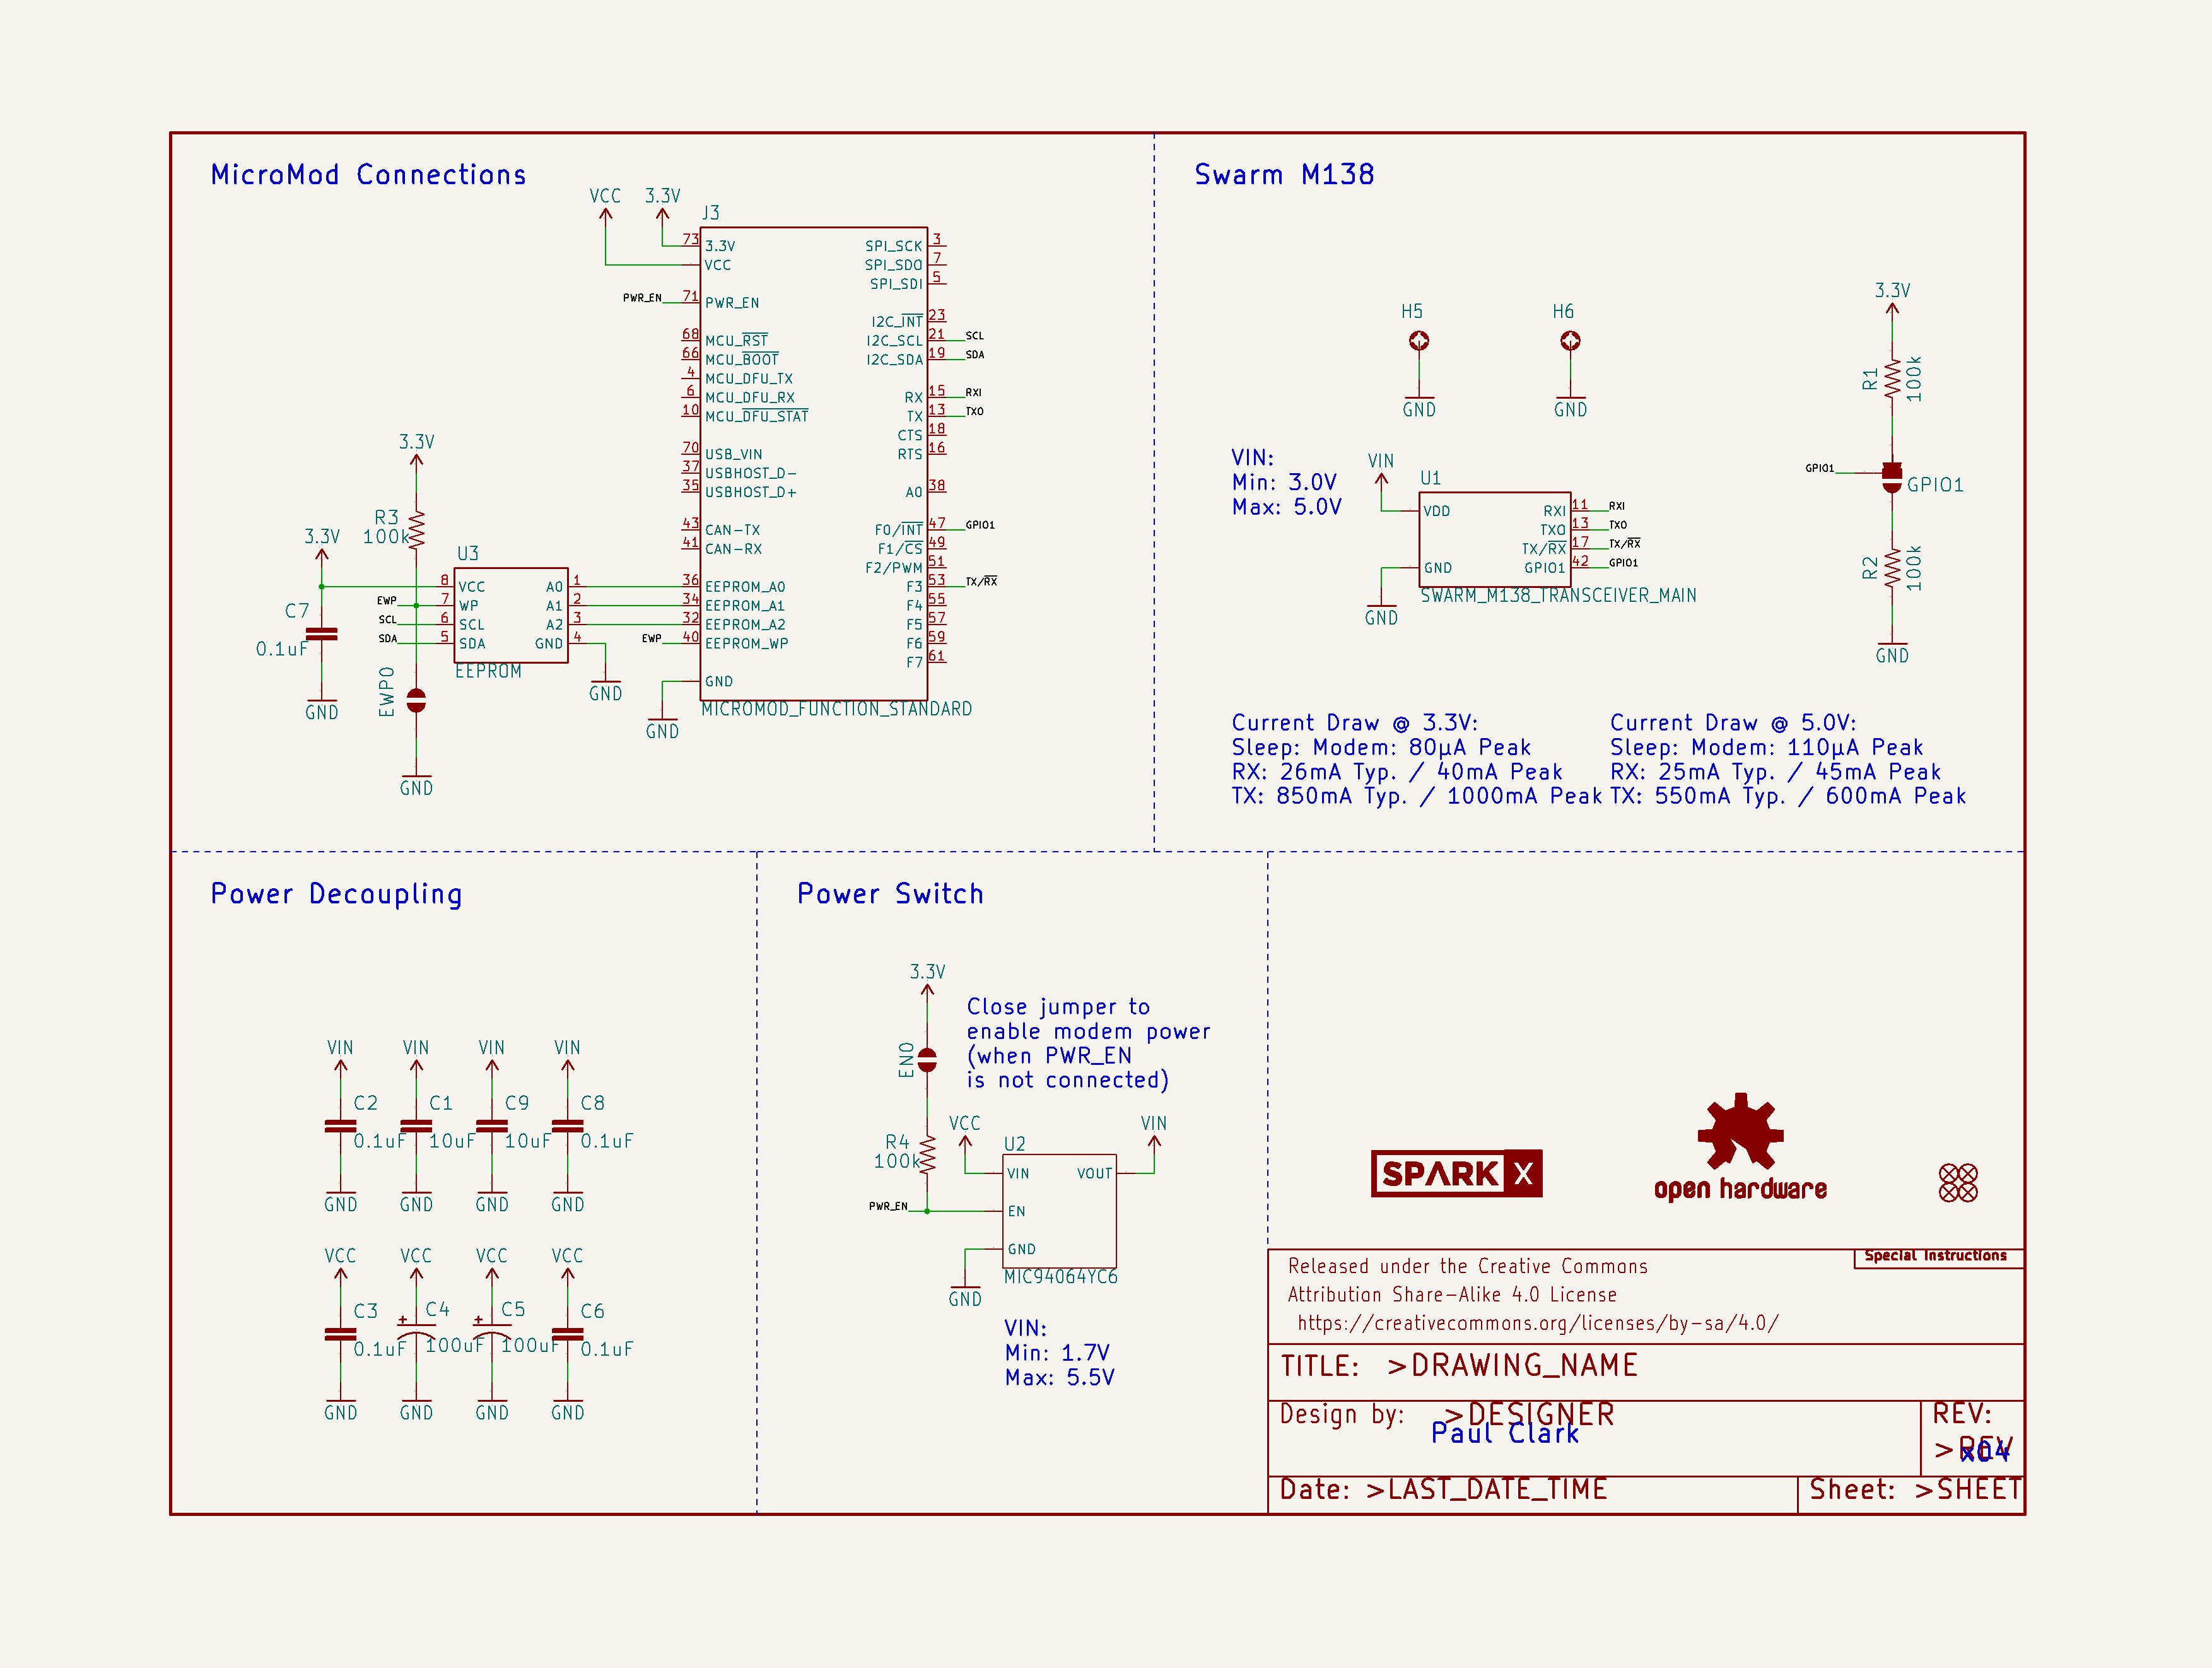 MicroMod Connections
VCC
3.3V
J3
73
3.3V
VCC
PWR_EN
71
PWR_EN
68
MCU_RST
66
MCU_BOOT
4
MCU_DFU_TX
6
MCU_DFU_RX
10
MCU_DFU_STAT
70
USB_VIN
37
USBHOST_D-
35
USBHOST_D+
43
CAN-TX
41
CAN-RX
36
EEPROM_A0
34
EEPROM_A1
32
EEPROM_A2
EWP
40
EEPROM_WP
GND
GND
SPI_SCK
3
SPI_SDO
7
SPI_SDI
5
I2C_INT
23
I2C_SCL
21
SCL
I2C_SDA
19
SDA
RX
15
RXI
TX
13
TXO
CTS
18
RTS
16
A0
38
F0/INT
47
GPIO1
F1/CS
49
F2/PWM
51
F3
53
TX/RX
F4
55
F5
57
F6
59
F7
61
MICROMOD_FUNCTION_STANDARD
3.3V
R3
100k
3.3V
C7
0.1uF
GND
U3
8
VCC
EWP
7
WP
SCL
6
SCL
SDA
5
SDA
A0
1
A1
2
A2
3
GND
4
EEPROM
GND
EWP0
GND
Swarm M138
H5
GND
H6
GND
VIN:
Min: 3.0V
Max: 5.0V
VIN
U1
VDD
GND
GND
RXI
11
RXI
TXO
13
TXO
TX/RX
17
TX/RX
GPIO1
42
GPIO1
SWARM_M138_TRANSCEIVER_MAIN
3.3V
R1
100k
GPIO1
GPIO1
R2
100k
GND
Current Draw @ 3.3V:
Sleep: Modem: 80µA Peak
RX: 26mA Typ. / 40mA Peak
TX: 850mA Typ. / 1000mA Peak
Current Draw @ 5.0V:
Sleep: Modem: 110µA Peak
RX: 25mA Typ. / 45mA Peak
TX: 550mA Typ. / 600mA Peak
Power Decoupling
VIN
VIN
VIN
VIN
C2
C1
C9
C8
0.1uF
10uF
10uF
0.1uF
GND
GND
GND
GND
VCC
VCC
VCC
VCC
C3
C4
C5
C6
0.1uF
100uF
100uF
0.1uF
GND
GND
GND
GND
Power Switch
3.3V
EN0
Close jumper to
enable modem power
(when PWR_EN
is not connected)
R4
100k
VCC
VIN
U2
VIN
VOUT
PWR_EN
EN
GND
GND
MIC94064YC6
VIN:
Min: 1.7V
Max: 5.5V
SPARK X
open hardware
Special Instructions
Released under the Creative Commons
Attribution Share-Alike 4.0 License
https://creativecommons.org/licenses/by-sa/4.0/
TITLE: >DRAWING_NAME
Design by: >DESIGNER
Paul Clark
REV:
>REV
x04
Date: >LAST_DATE_TIME
Sheet: >SHEET